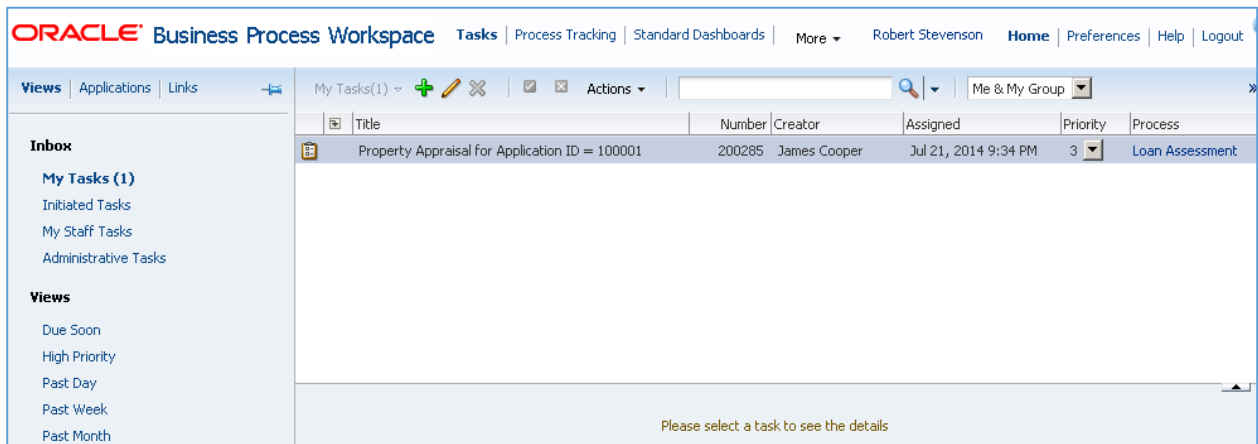 ORACLE Business Process Workspace Tasks | Process Tracking | Standard Dashboards | More Robert Stevenson Home | Preferences | Help | Logout
Views | Applications | Links
My Tasks(1) Actions Me & My Group »
Title Number Creator Assigned Priority Process
Property Appraisal for Application ID = 100001 200285 James Cooper Jul 21, 2014 9:34 PM 3 Loan Assessment
Inbox
My Tasks (1)
Initiated Tasks
My Staff Tasks
Administrative Tasks
Views
Due Soon
High Priority
Past Day
Past Week
Past Month
Please select a task to see the details